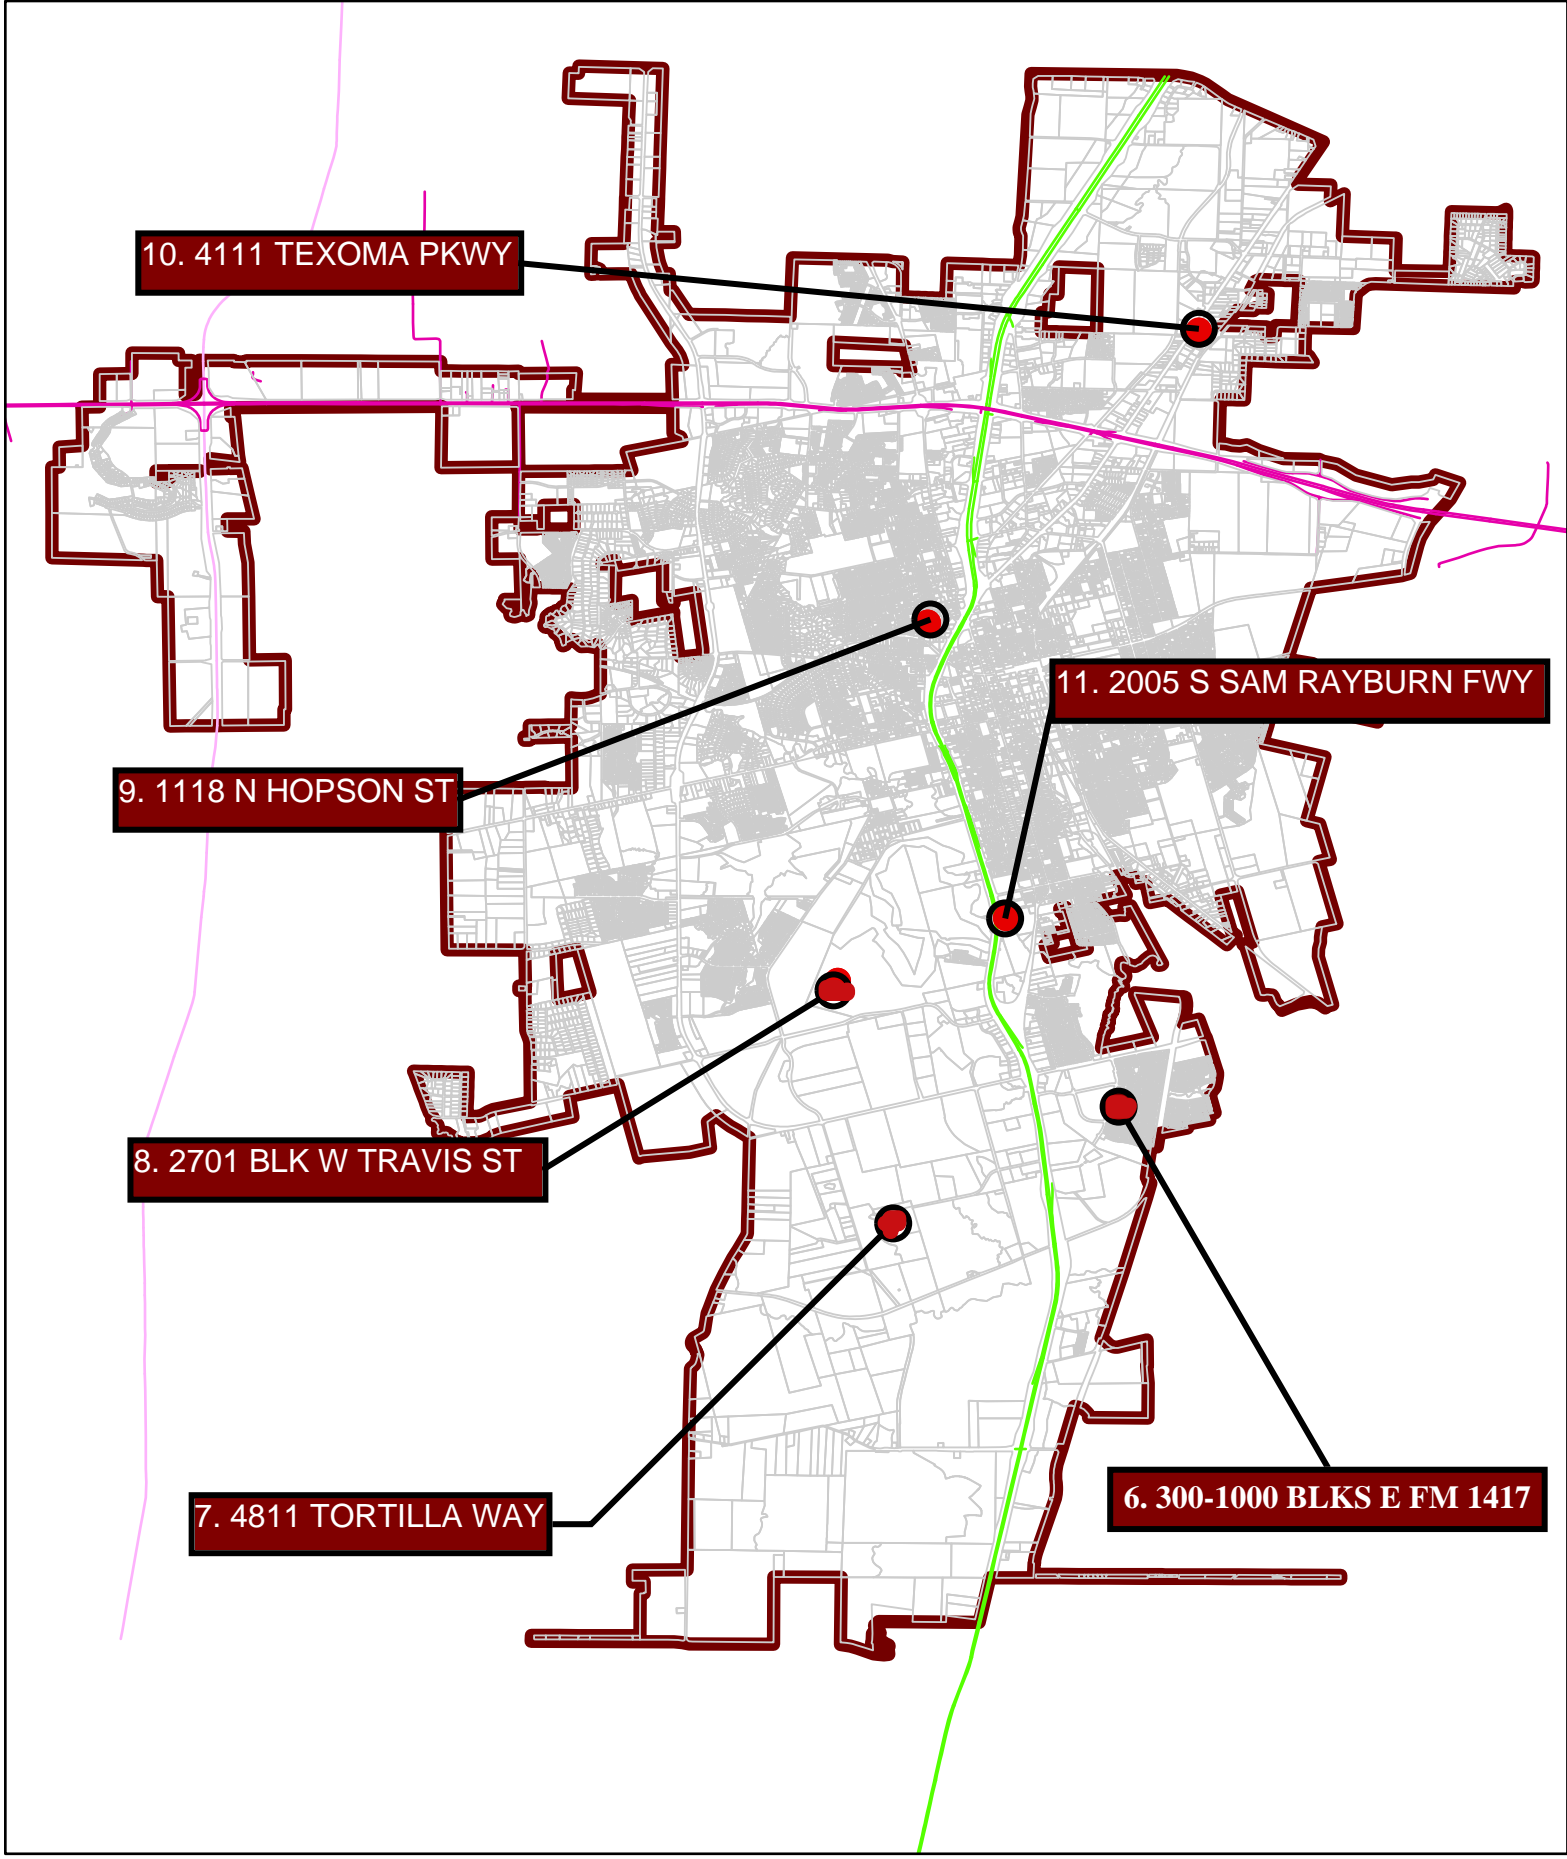 10. 4111 TEXOMA PKWY
11. 2005 S SAM RAYBURN FWY
9. 1118 N HOPSON ST
8. 2701 BLK W TRAVIS ST
7. 4811 TORTILLA WAY
6. 300-1000 BLKS E FM 1417